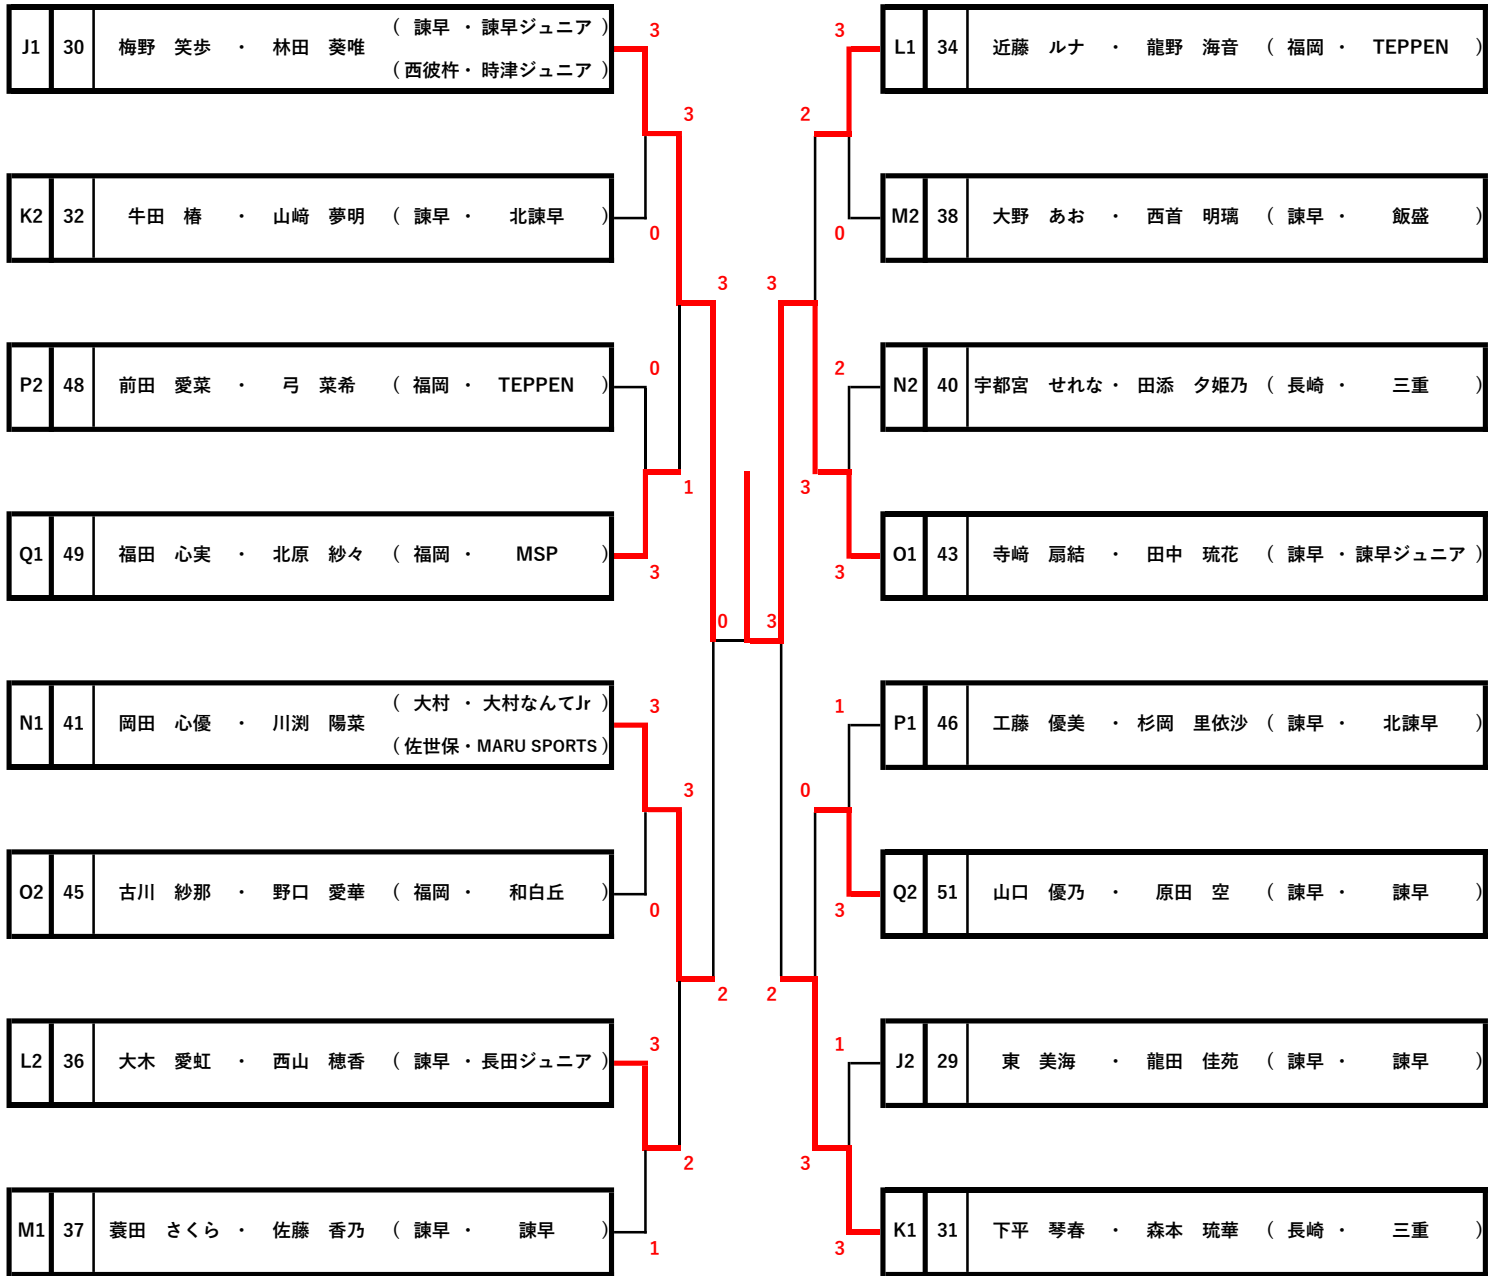 J1 30 梅野 笑歩 ・ 林田 葵唯 ( 諫早 ・ 諫早ジュニア )
( 西彼杵 ・ 時津ジュニア )
3
3
K2 32 牛田 椿 ・ 山﨑 夢明 ( 諫早 ・ 北諫早 )
0
3
P2 48 前田 愛菜 ・ 弓 菜希 ( 福岡 ・ TEPPEN )
0
1
Q1 49 福田 心実 ・ 北原 紗々 ( 福岡 ・ MSP )
3
0
N1 41 岡田 心優 ・ 川渕 陽菜 ( 大村 ・ 大村なんてJr )
( 佐世保 ・ MARU SPORTS )
3
3
O2 45 古川 紗那 ・ 野口 愛華 ( 福岡 ・ 和白丘 )
0
2
L2 36 大木 愛虹 ・ 西山 穂香 ( 諫早 ・ 長田ジュニア )
3
2
M1 37 蓑田 さくら ・ 佐藤 香乃 ( 諫早 ・ 諫早 )
1
3
L1 34 近藤 ルナ ・ 龍野 海音 ( 福岡 ・ TEPPEN )
2
M2 38 大野 あお ・ 西首 明璃 ( 諫早 ・ 飯盛 )
0
3
2
N2 40 宇都宮 せれな ・ 田添 夕姫乃 ( 長崎 ・ 三重 )
3
O1 43 寺﨑 扇結 ・ 田中 琉花 ( 諫早 ・ 諫早ジュニア )
3
3
1
P1 46 工藤 優美 ・ 杉岡 里依沙 ( 諫早 ・ 北諫早 )
0
Q2 51 山口 優乃 ・ 原田 空 ( 諫早 ・ 諫早 )
3
2
1
J2 29 東 美海 ・ 龍田 佳苑 ( 諫早 ・ 諫早 )
3
K1 31 下平 琴春 ・ 森本 琉華 ( 長崎 ・ 三重 )
3